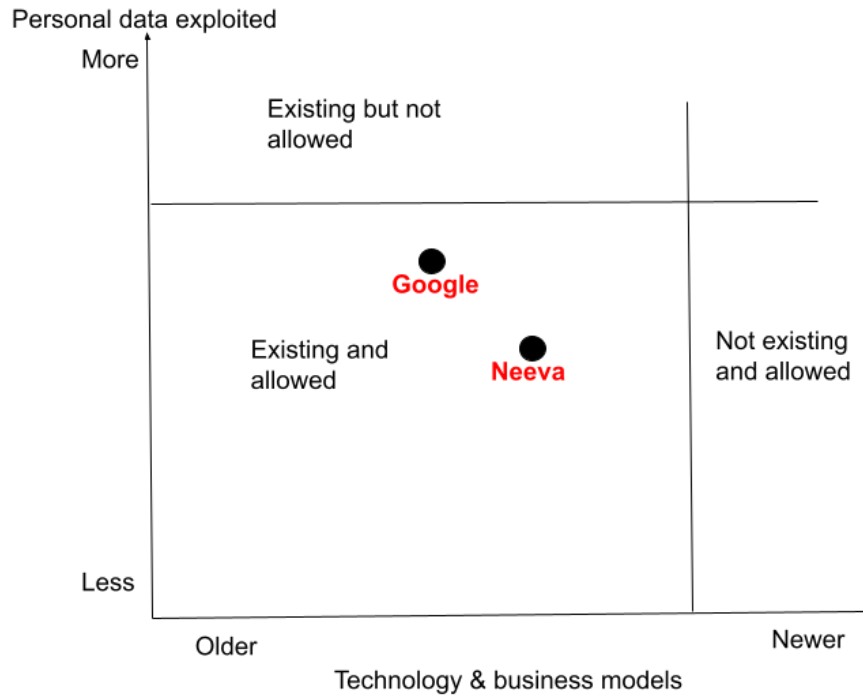 Personal data exploited
More
Existing but not
allowed
Google
Existing and
allowed
Neeva
Not existing
and allowed
Less
Older
Newer
Technology & business models